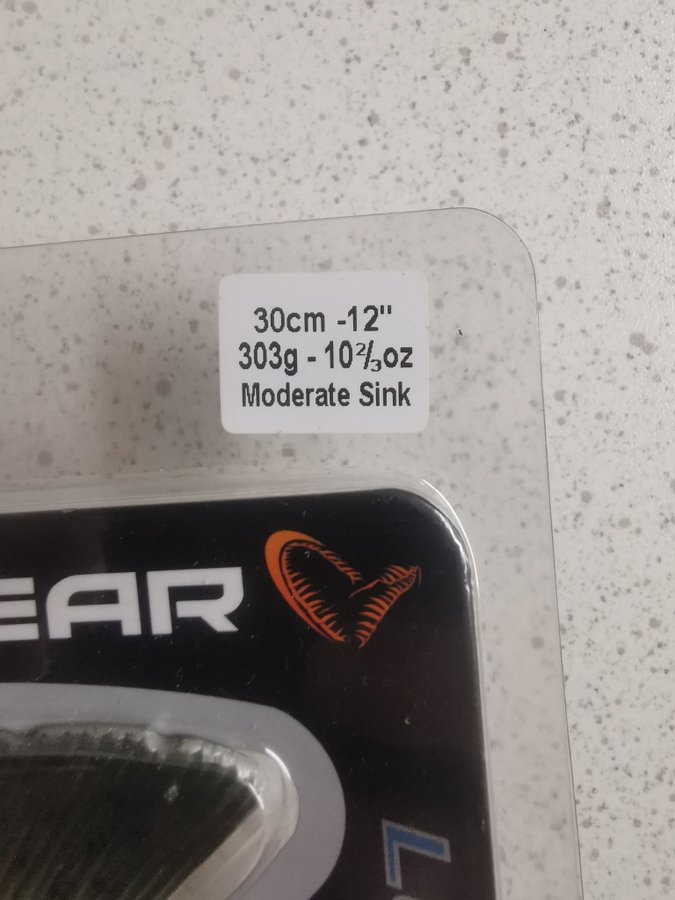 30cm -12"
303g - 10⅔oz
Moderate Sink
EAR